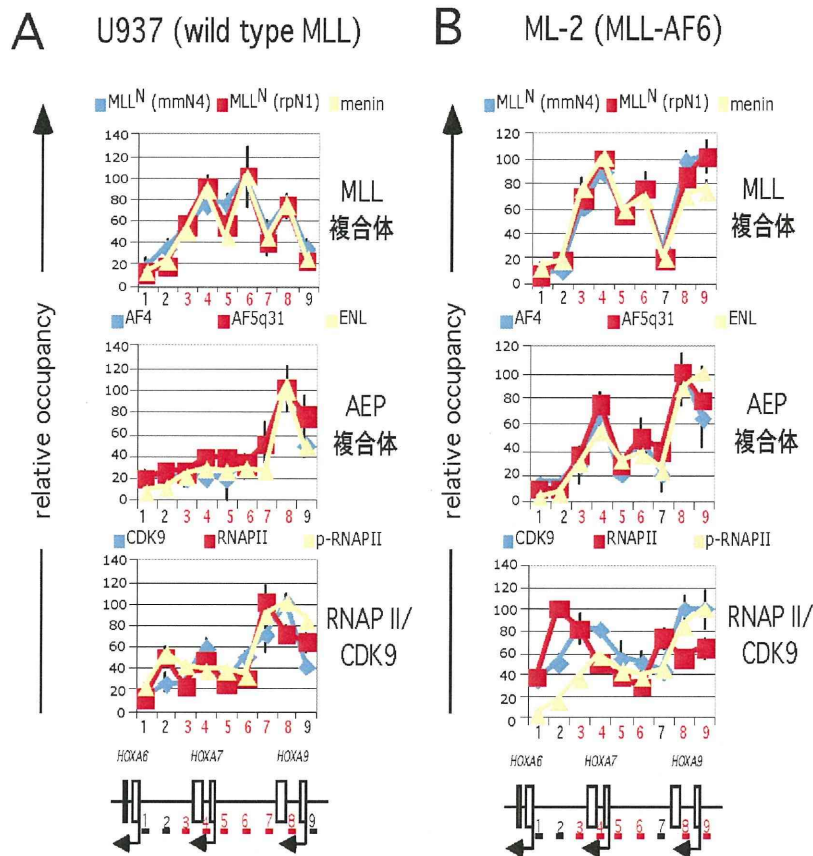 A U937 (wild type MLL)
MLL^N (mmN4) MLL^N (rpN1) menin
140
120
100
80
60
40
20
0
1 2 3 4 5 6 7 8 9
MLL
複合体
AF4 AF5q31 ENL
140
120
100
80
60
40
20
0
1 2 3 4 5 6 7 8 9
AEP
複合体
CDK9 RNAPII p-RNAPII
140
120
100
80
60
40
20
0
1 2 3 4 5 6 7 8 9
RNAP II/
CDK9
relative occupancy
HOXA6 HOXA7 HOXA9
1 2 3 4 5 6 7 8 9
B ML-2 (MLL-AF6)
MLL^N (mmN4) MLL^N (rpN1) menin
120
100
80
60
40
20
0
1 2 3 4 5 6 7 8 9
MLL
複合体
AF4 AF5q31 ENL
120
100
80
60
40
20
0
1 2 3 4 5 6 7 8 9
AEP
複合体
CDK9 RNAPII p-RNAPII
140
120
100
80
60
40
20
0
1 2 3 4 5 6 7 8 9
RNAP II/
CDK9
relative occupancy
HOXA6 HOXA7 HOXA9
1 2 3 4 5 6 7 8 9